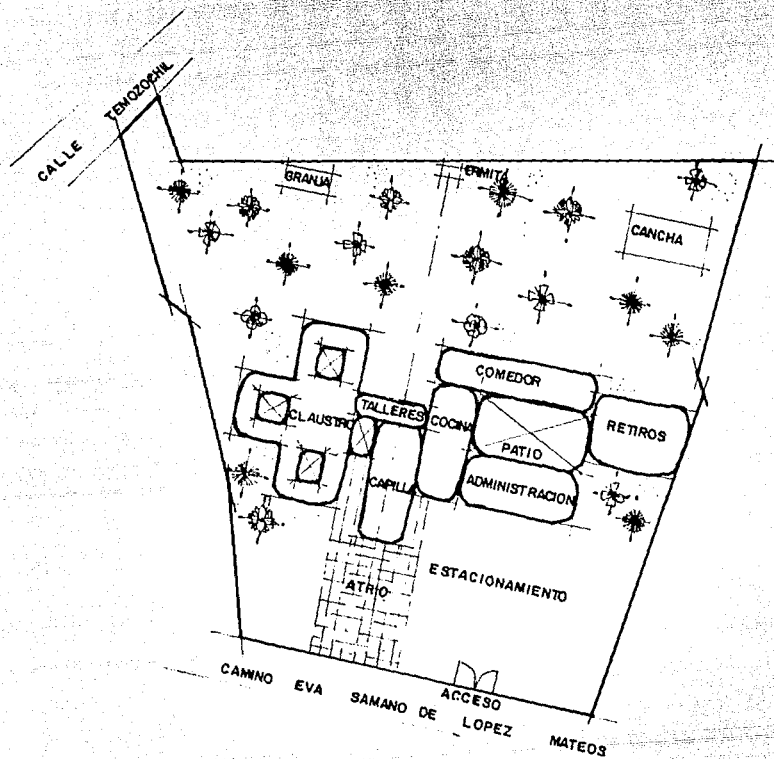 CALLE TEMOZOCHIL
GRANJA
ERMITA
CANCHA
COMEDOR
TALLERES
CLAUSTRO
COCINA
RETIROS
PATIO
CAPILLA
ADMINISTRACION
ESTACIONAMIENTO
ATRIO
ACCESO
CAMINO EVA SAMANO DE LOPEZ MATEOS